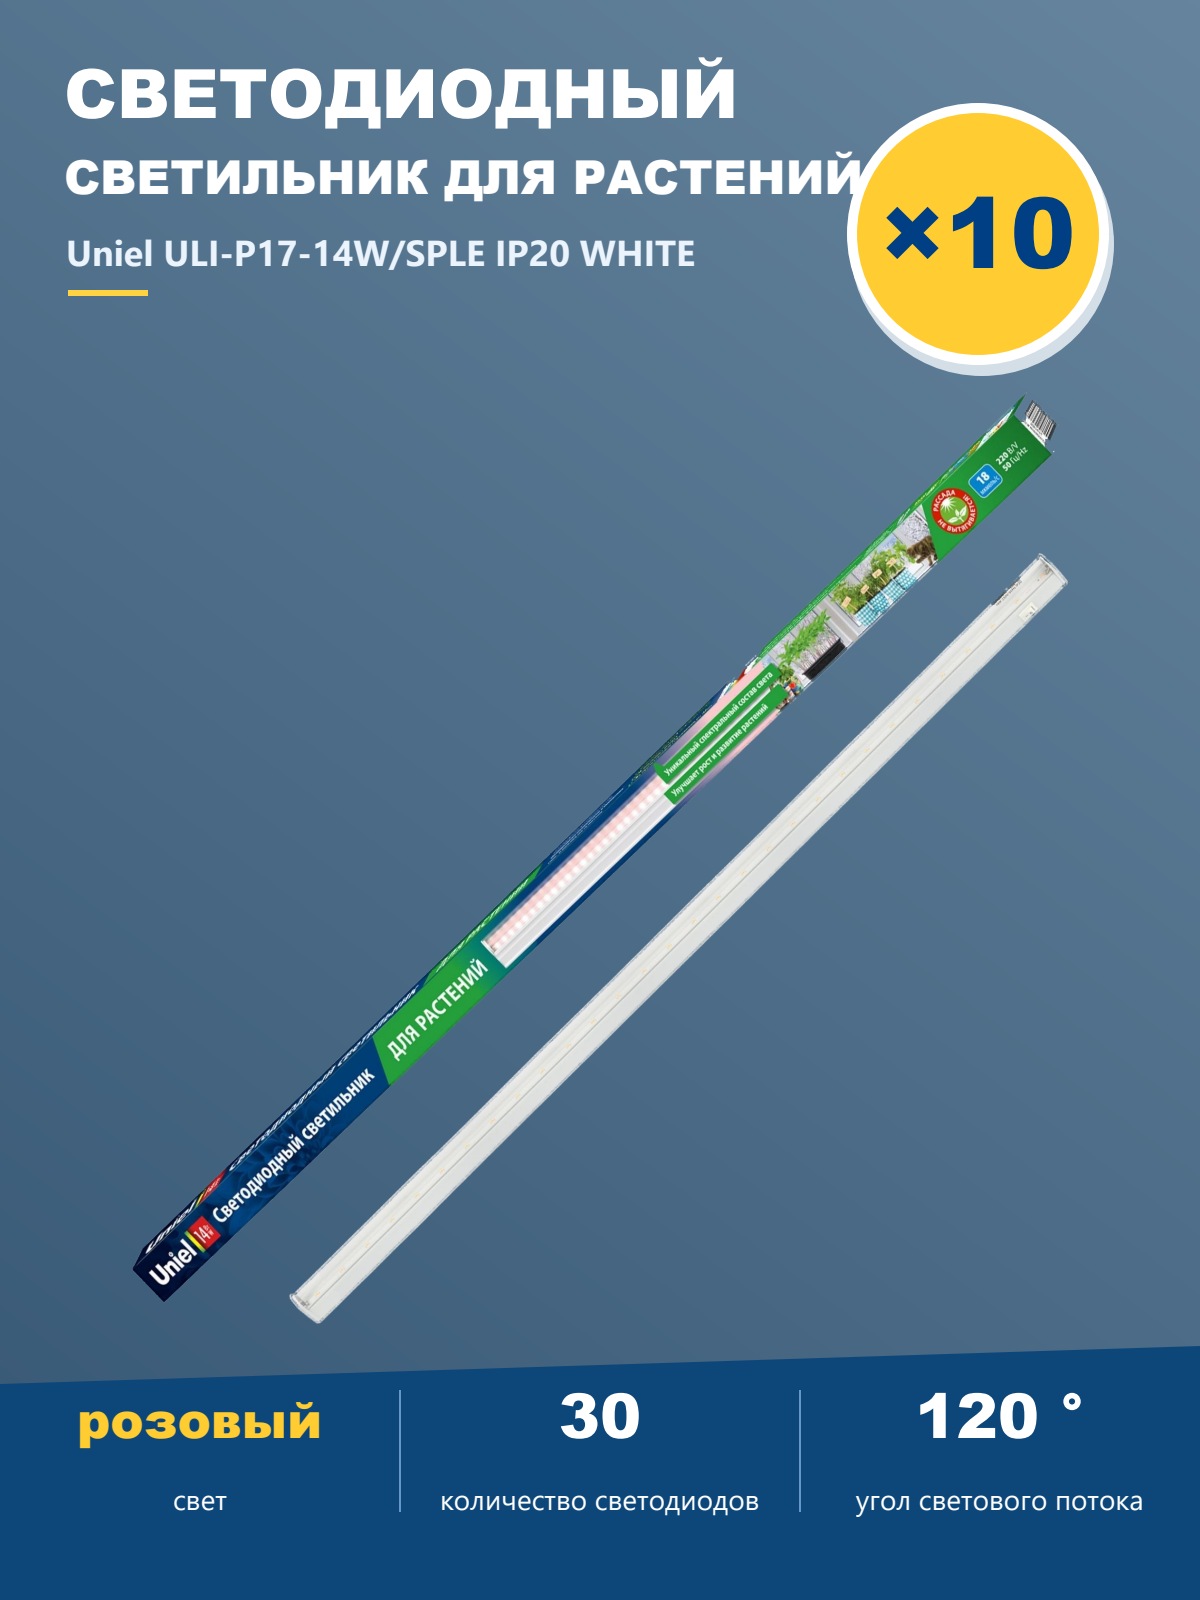 СВЕТОДИОДНЫЙ
СВЕТИЛЬНИК ДЛЯ РАСТЕНИЙ
Uniel ULI-P17-14W/SPLE IP20 WHITE
×10
220 В/V
50 Гц/Hz
18
РАССАДА
НЕ ВЫТЯГИВАЕТСЯ!
Уникальный спектральный состав света
Улучшает рост и развитие растений
ДЛЯ РАСТЕНИЙ
Uniel 14 Светодиодный светильник
розовый
свет
30
количество светодиодов
120 °
угол светового потока